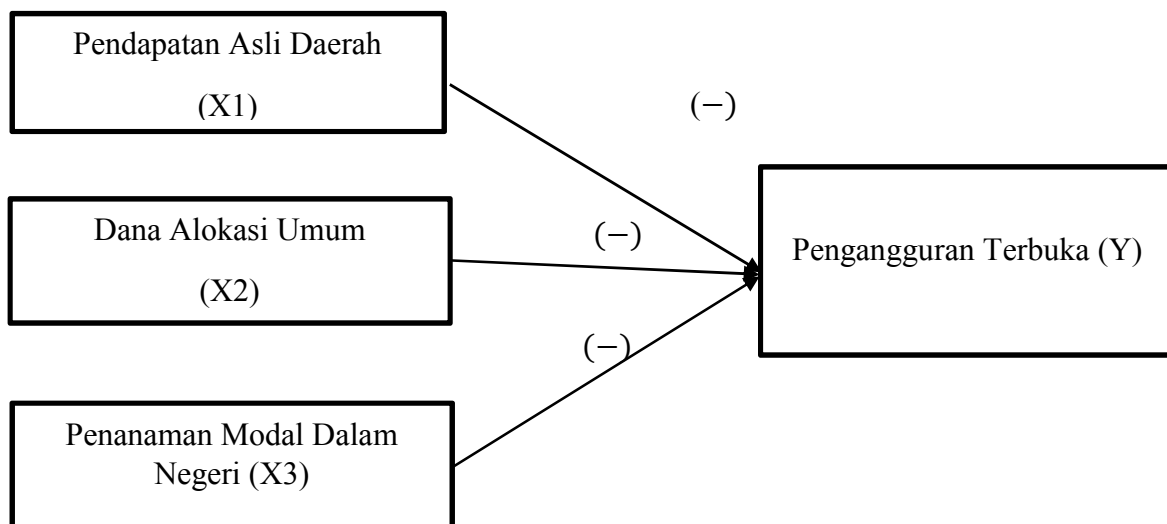 Pendapatan Asli Daerah
(X1)
(−)
Dana Alokasi Umum
(X2)
(−)
Pengangguran Terbuka (Y)
(−)
Penanaman Modal Dalam
Negeri (X3)